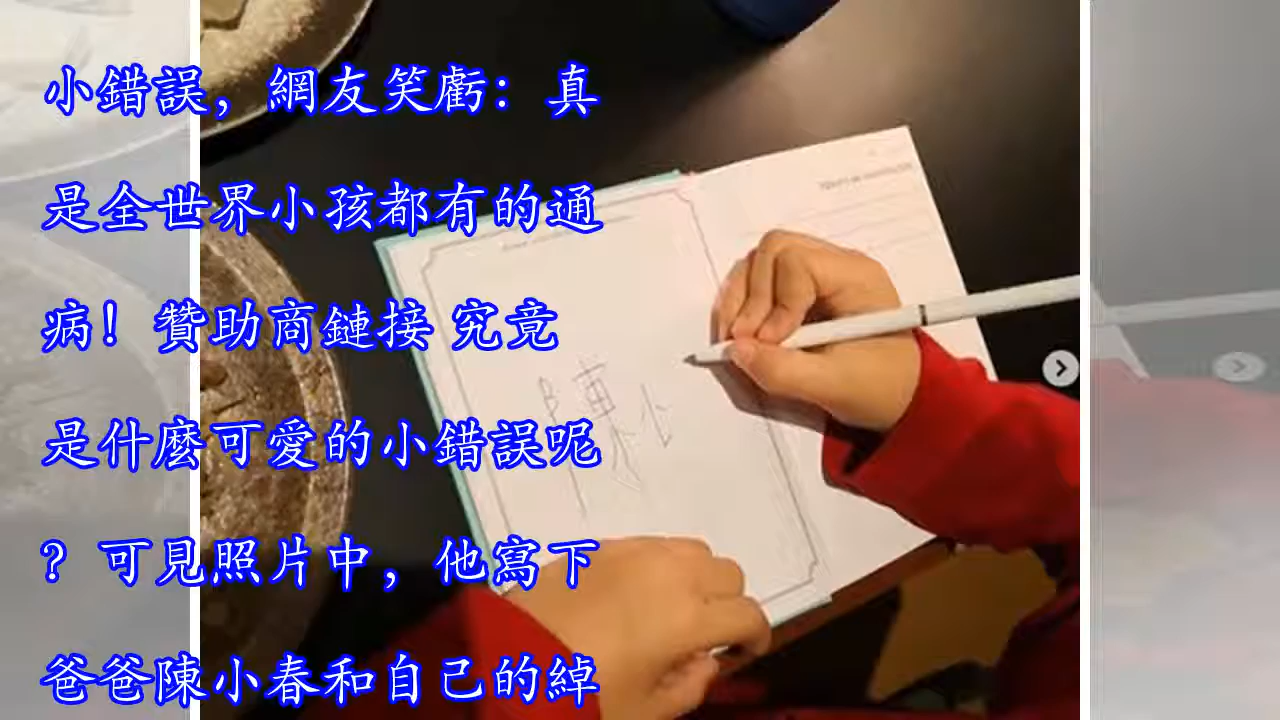 小錯誤，網友笑虧：真
是全世界小孩都有的通
病！贊助商鏈接 究竟
是什麼可愛的小錯誤呢
？可見照片中，他寫下
爸爸陳小春和自己的綽
陳小